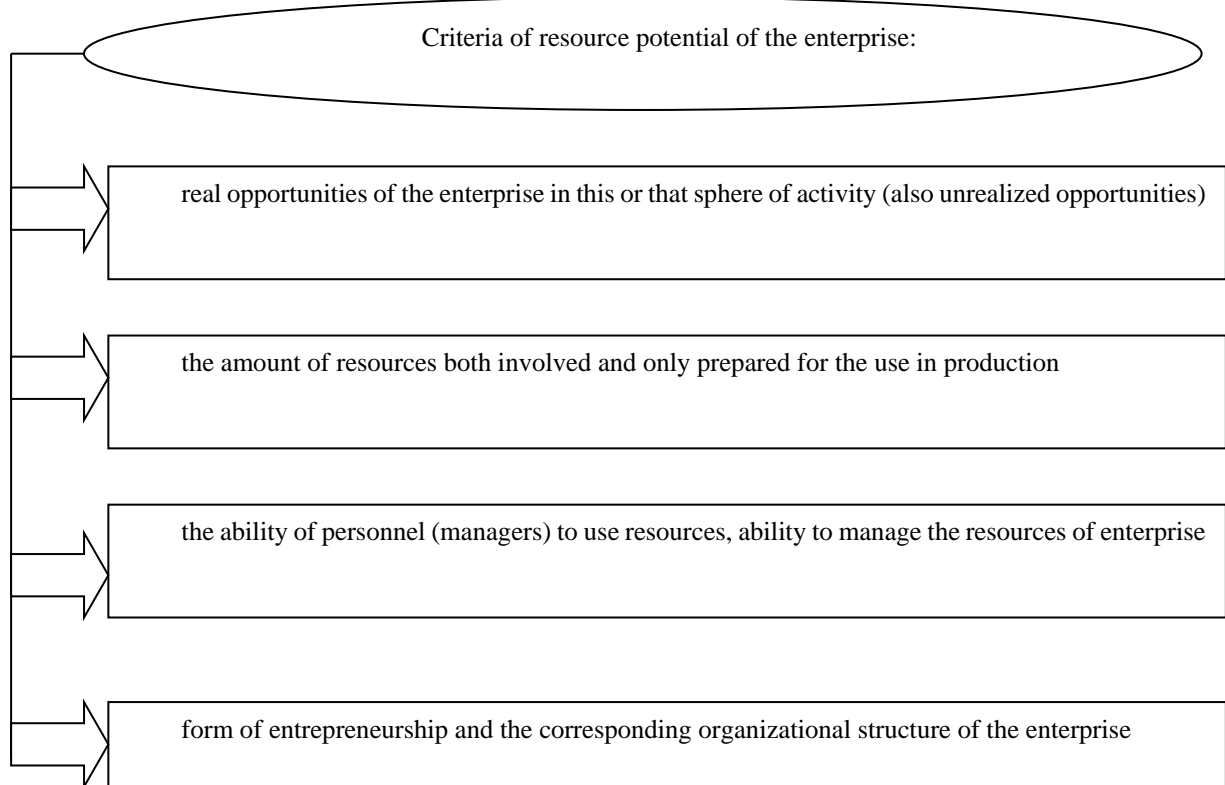 Criteria of resource potential of the enterprise:
real opportunities of the enterprise in this or that sphere of activity (also unrealized opportunities)
the amount of resources both involved and only prepared for the use in production
the ability of personnel (managers) to use resources, ability to manage the resources of enterprise
form of entrepreneurship and the corresponding organizational structure of the enterprise